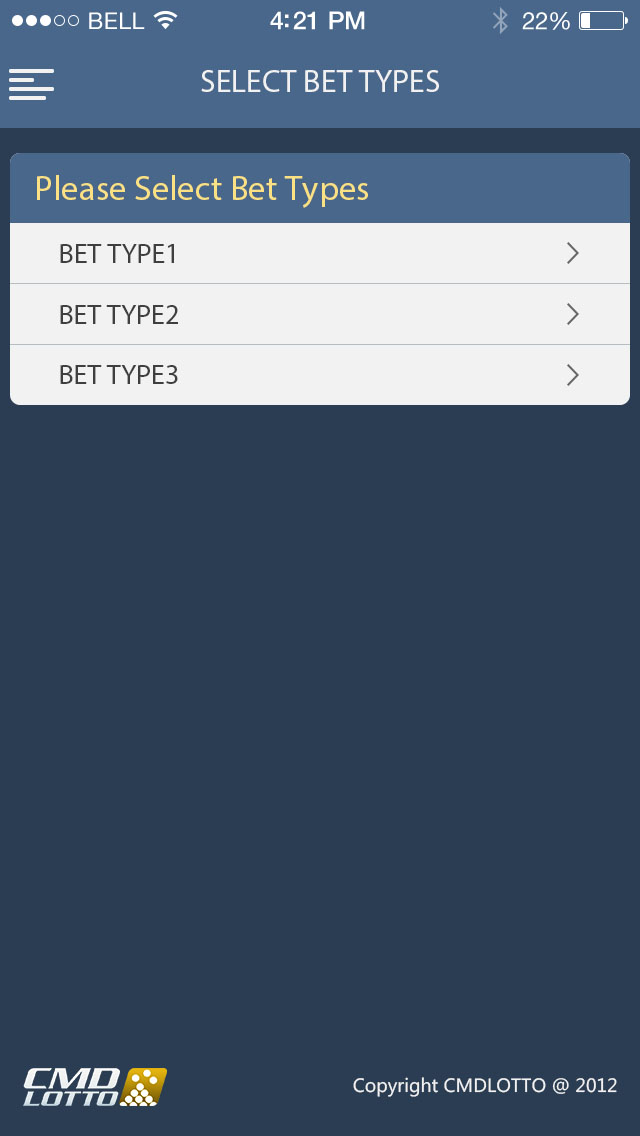 BELL 4:21 PM 22%
SELECT BET TYPES
Please Select Bet Types
BET TYPE1
BET TYPE2
BET TYPE3
CMD
LOTTO
Copyright CMDLOTTO @ 2012